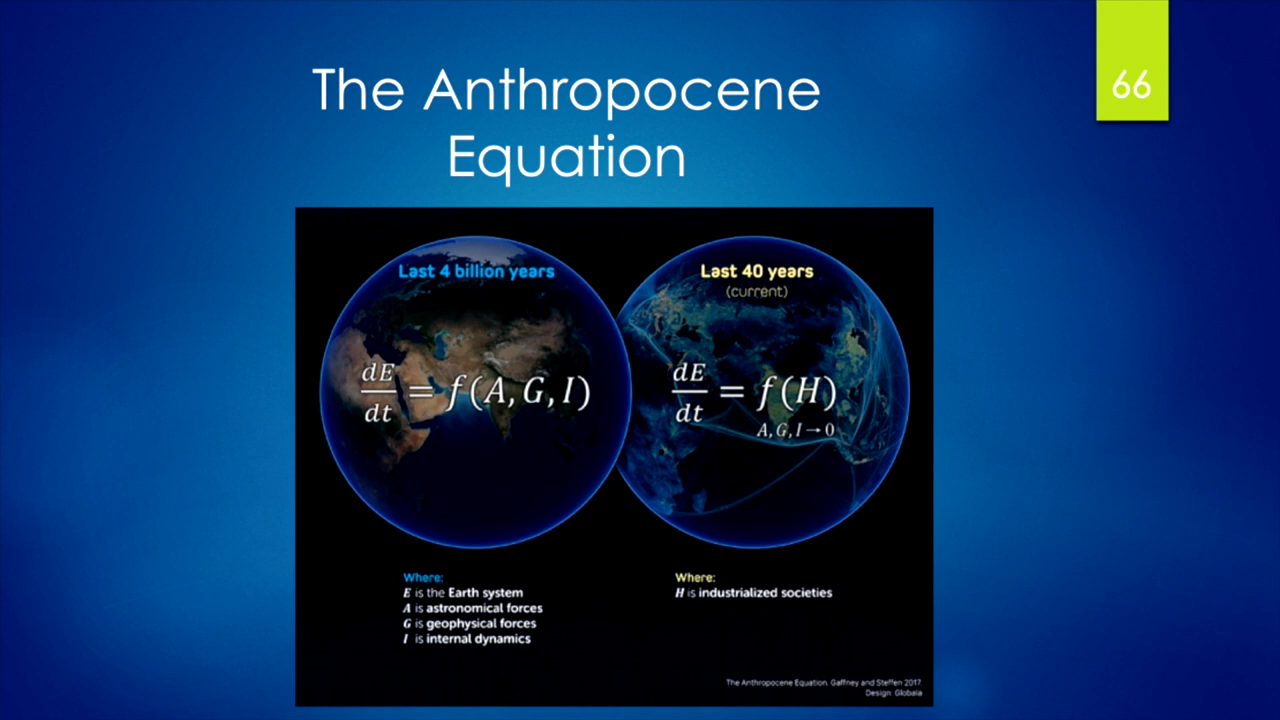 The Anthropocene
Equation
66
Last 4 billion years
dE/dt = f(A, G, I)
Last 40 years
(current)
dE/dt = f(H)
A, G, I → 0
Where:
E is the Earth system
A is astronomical forces
G is geophysical forces
I is internal dynamics
Where:
H is industrialized societies
The Anthropocene Equation. Gaffney and Steffen 2017.
Design: Globaïa